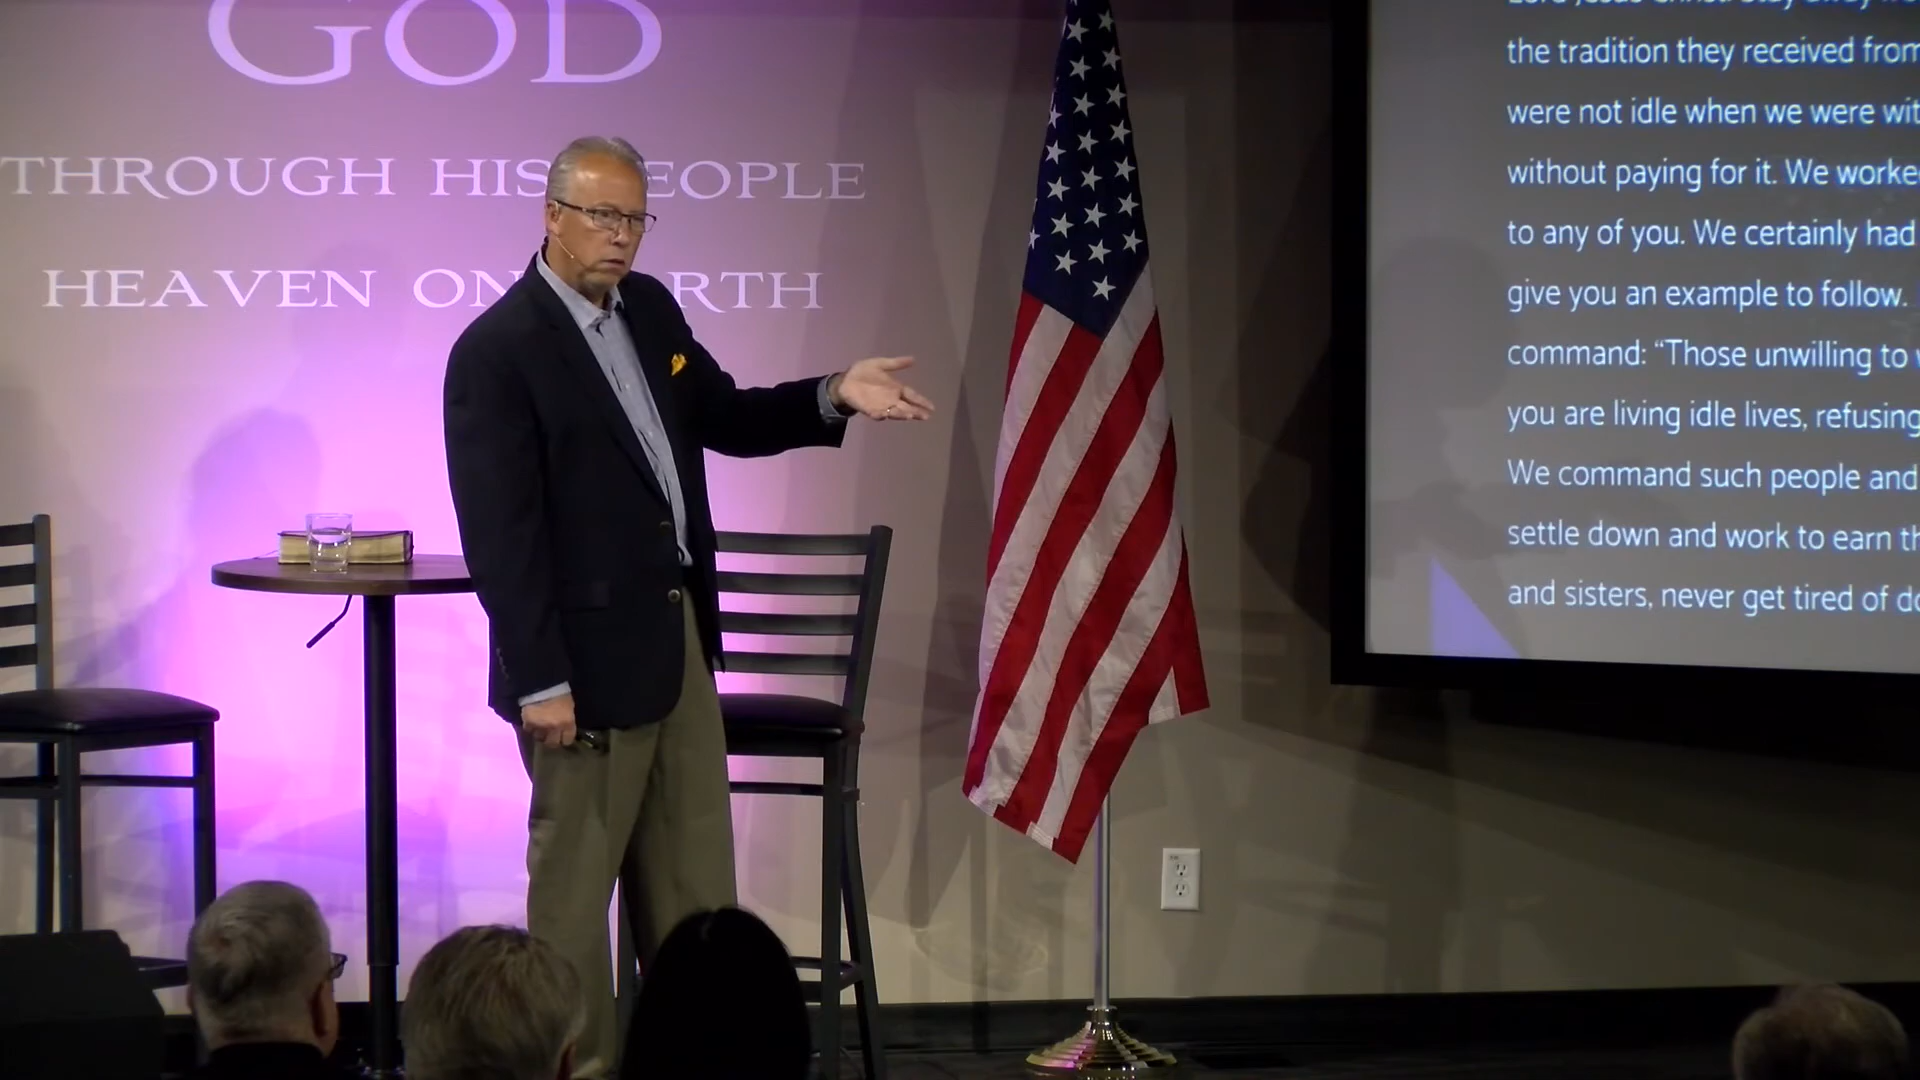 GOD
THROUGH HIS EOPLE
HEAVEN ON RTH
the tradition they received from
were not idle when we were wit
without paying for it. We worke
to any of you. We certainly had
give you an example to follow.
command: “Those unwilling to
you are living idle lives, refusing
We command such people and
settle down and work to earn th
and sisters, never get tired of do